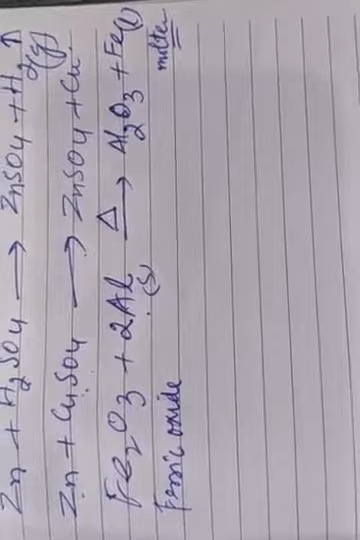 Zn + H2SO4 → ZnSO4 + H2(g) ↑
Zn + CuSO4 → ZnSO4 + Cu
Fe2O3 + 2Al(s) —Δ→ Al2O3 + Fe(l)
Ferric oxide molten